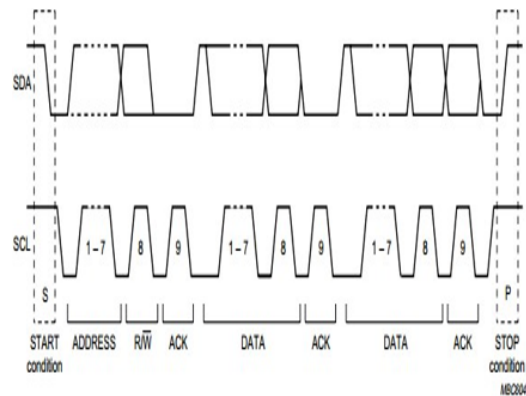 SDA
SCL
1 – 7
8
9
1 – 7
8
9
1 – 7
8
9
S
P
START
condition
ADDRESS
R/W̅
ACK
DATA
ACK
DATA
ACK
STOP
condition
MBC604